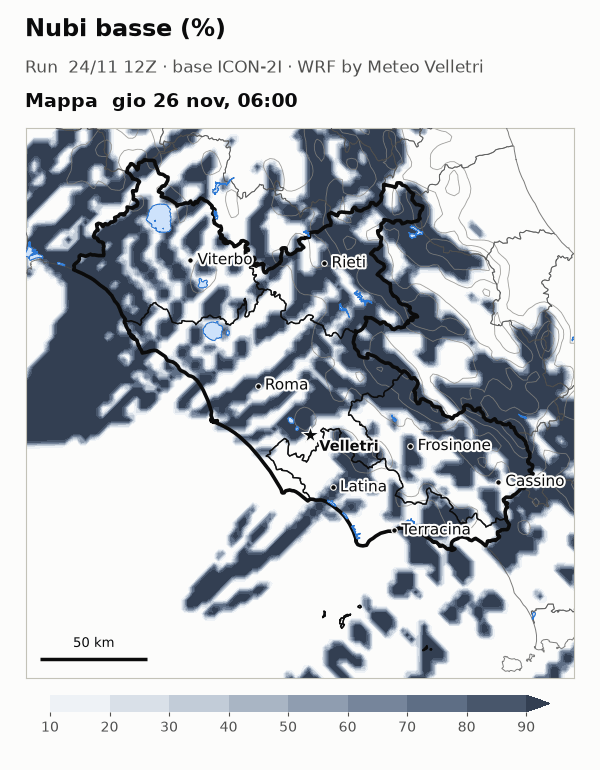 Nubi basse (%)
Run  24/11 12Z · base ICON-2I · WRF by Meteo Velletri
Mappa  gio 26 nov, 06:00
Viterbo
Rieti
Roma
Velletri
Frosinone
Latina
Cassino
Terracina
50 km
10 20 30 40 50 60 70 80 90